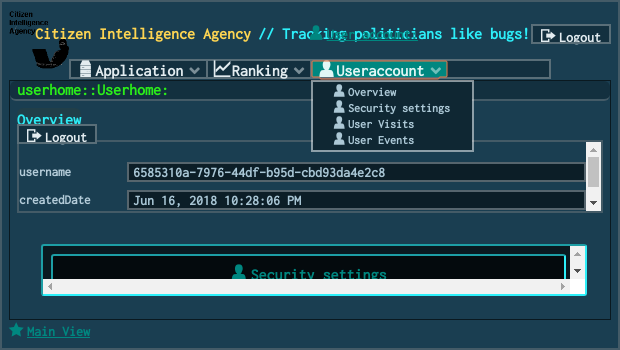 Citizen
Intelligence
Agency
Citizen Intelligence Agency // Tracking politicians like bugs!
Logout
Application
Ranking
Useraccount
userhome::Userhome:
Overview
Security settings
User Visits
User Events
Overview
Logout
username
6585310a-7976-44df-b95d-cbd93da4e2c8
createdDate
Jun 16, 2018 10:28:06 PM
Security settings
Main View